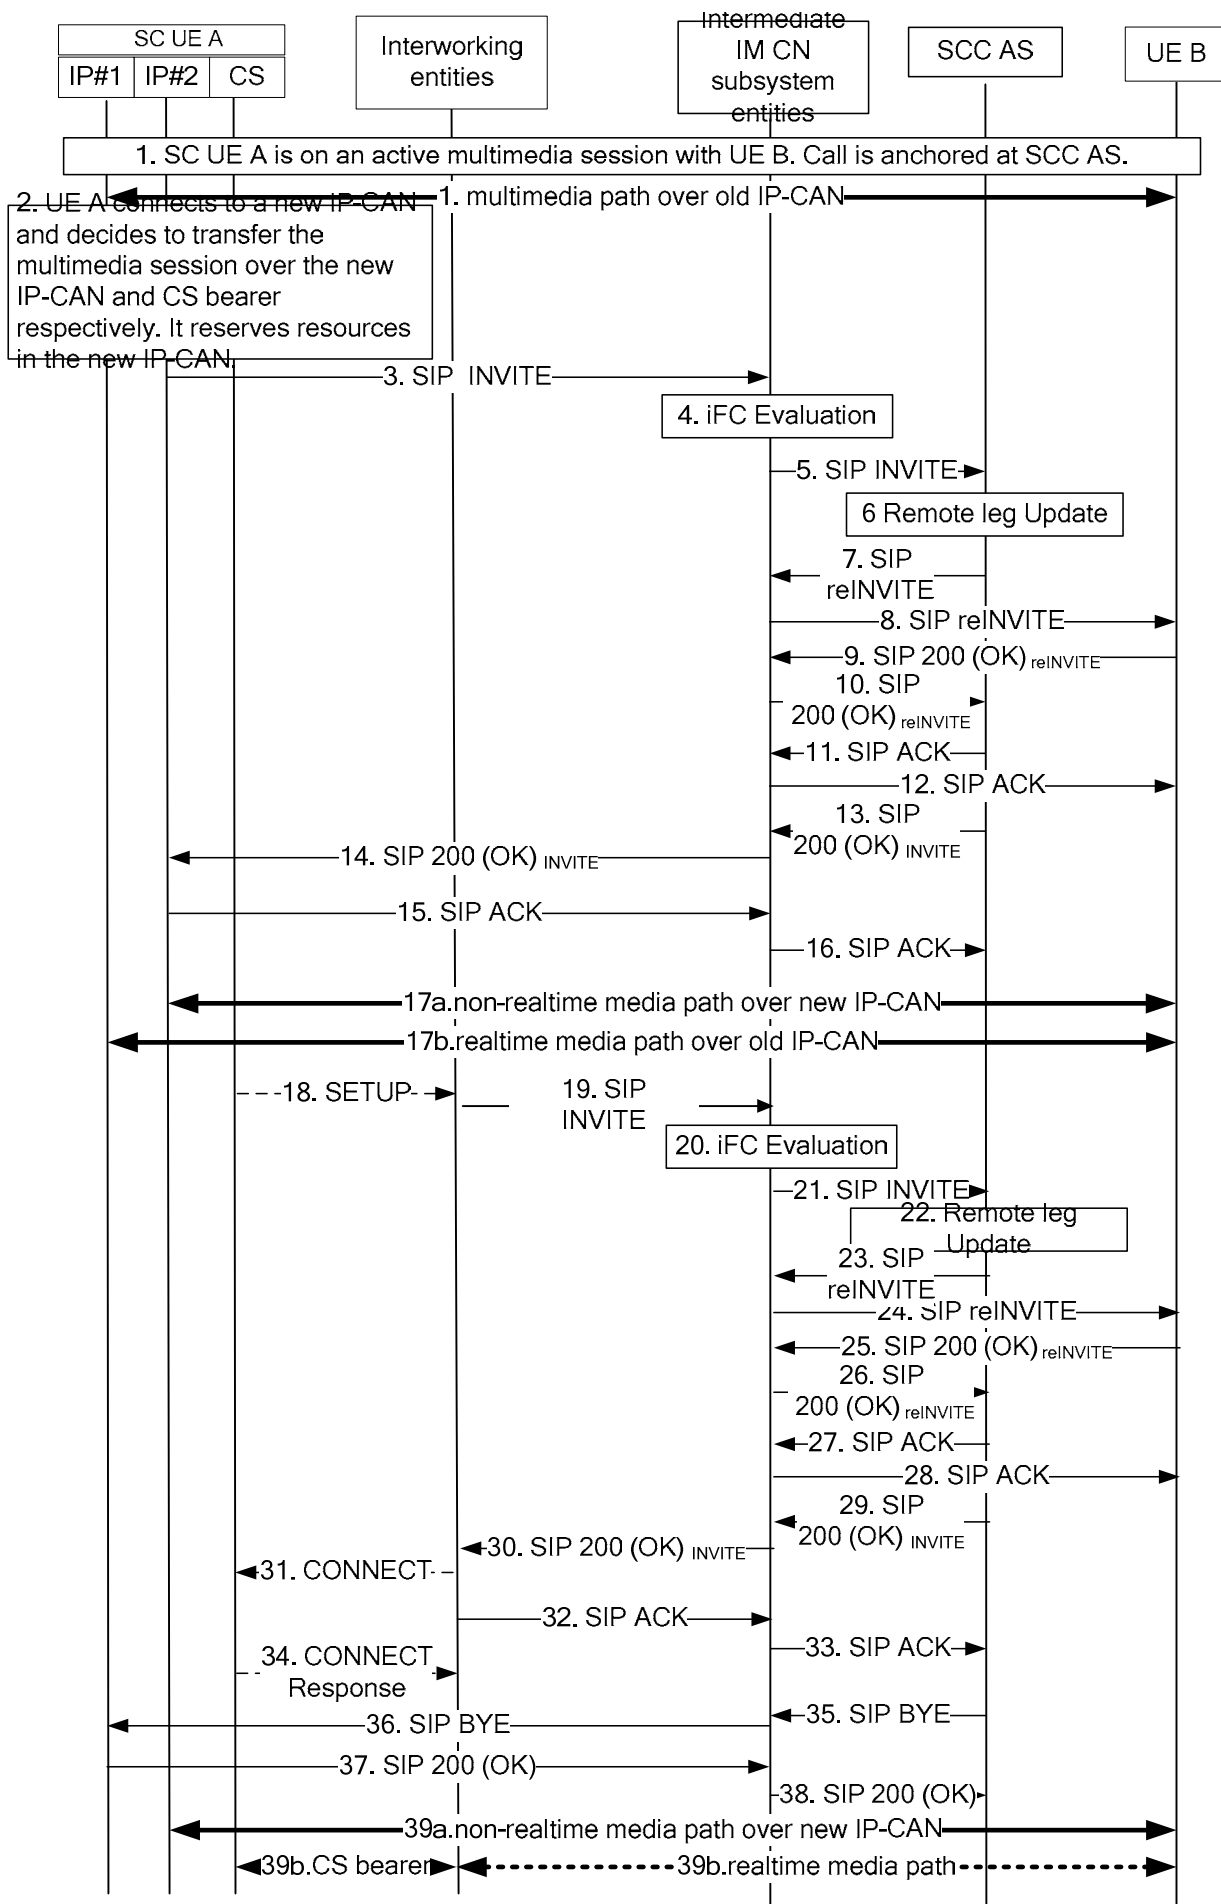 SC UE A
IP#1
IP#2
CS
Interworking
entities
Intermediate
IM CN
subsystem
entities
SCC AS
UE B
1. SC UE A is on an active multimedia session with UE B. Call is anchored at SCC AS.
1. multimedia path over old IP-CAN
2. UE A connects to a new IP-CAN
and decides to transfer the
multimedia session over the new
IP-CAN and CS bearer
respectively. It reserves resources
in the new IP-CAN.
3. SIP INVITE
4. iFC Evaluation
5. SIP INVITE
6 Remote leg Update
7. SIP
reINVITE
8. SIP reINVITE
9. SIP 200 (OK) reINVITE
10. SIP
200 (OK) reINVITE
11. SIP ACK
12. SIP ACK
13. SIP
200 (OK) INVITE
14. SIP 200 (OK) INVITE
15. SIP ACK
16. SIP ACK
17a.non-realtime media path over new IP-CAN
17b.realtime media path over old IP-CAN
18. SETUP
19. SIP
INVITE
20. iFC Evaluation
21. SIP INVITE
22. Remote leg
Update
23. SIP
reINVITE
24. SIP reINVITE
25. SIP 200 (OK) reINVITE
26. SIP
200 (OK) reINVITE
27. SIP ACK
28. SIP ACK
29. SIP
200 (OK) INVITE
30. SIP 200 (OK) INVITE
31. CONNECT
32. SIP ACK
33. SIP ACK
34. CONNECT
Response
35. SIP BYE
36. SIP BYE
37. SIP 200 (OK)
38. SIP 200 (OK)
39a.non-realtime media path over new IP-CAN
39b.CS bearer
39b.realtime media path